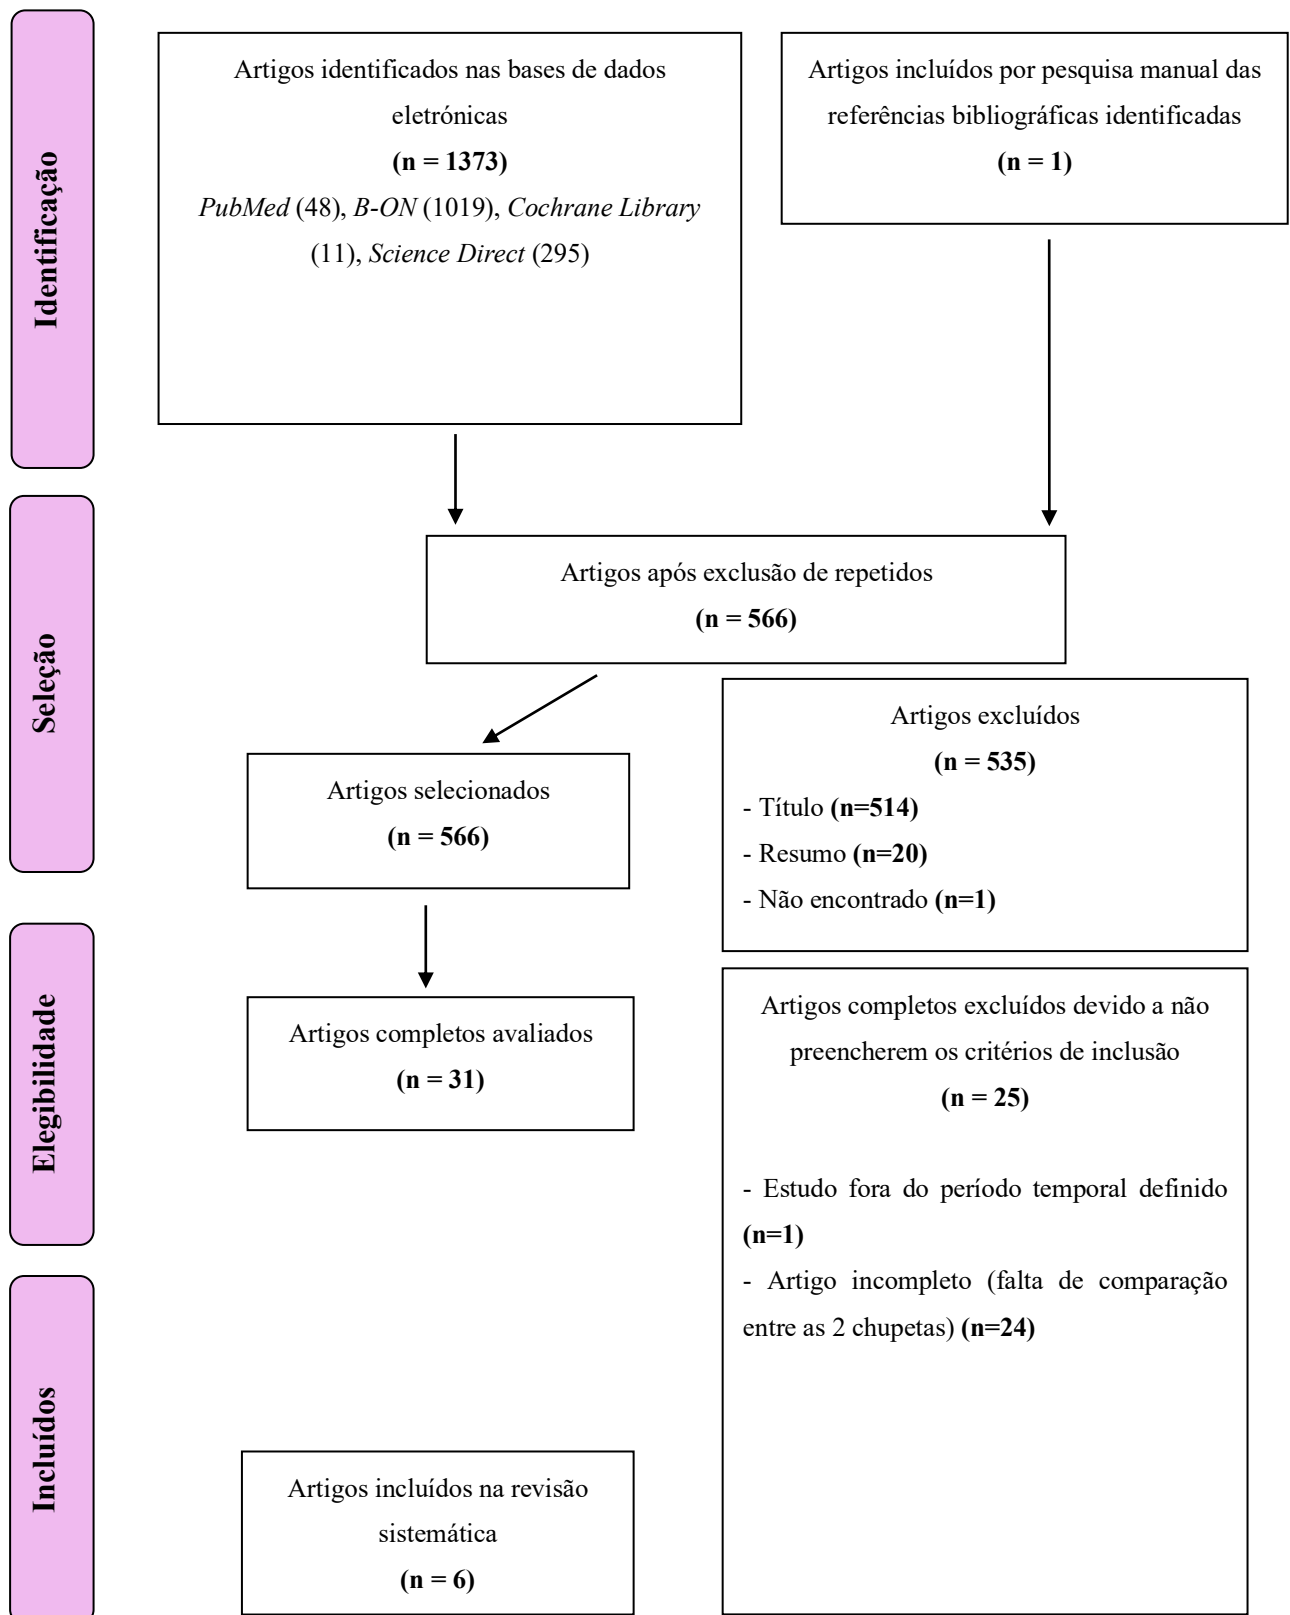 Identificação
Artigos identificados nas bases de dados
eletrónicas
(n = 1373)
PubMed (48), B-ON (1019), Cochrane Library
(11), Science Direct (295)
Artigos incluídos por pesquisa manual das
referências bibliográficas identificadas
(n = 1)
Seleção
Artigos após exclusão de repetidos
(n = 566)
Artigos selecionados
(n = 566)
Artigos excluídos
(n = 535)
- Título (n=514)
- Resumo (n=20)
- Não encontrado (n=1)
Elegibilidade
Artigos completos avaliados
(n = 31)
Artigos completos excluídos devido a não
preencherem os critérios de inclusão
(n = 25)
- Estudo fora do período temporal definido
(n=1)
- Artigo incompleto (falta de comparação
entre as 2 chupetas) (n=24)
Incluídos
Artigos incluídos na revisão
sistemática
(n = 6)